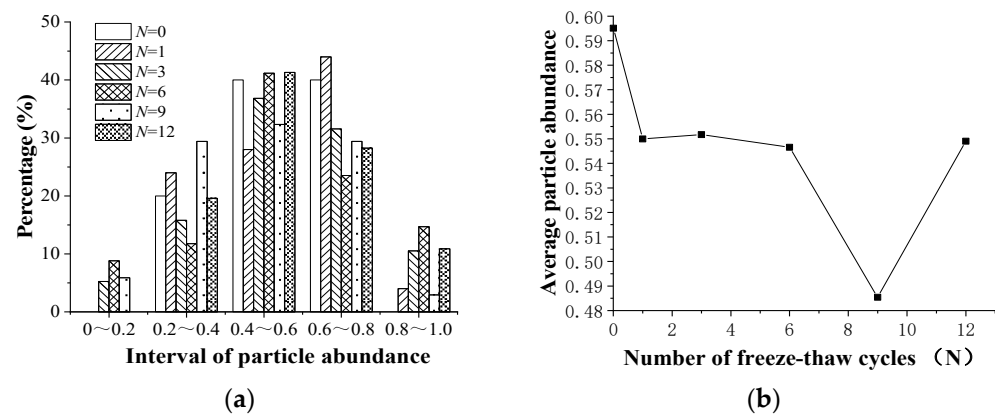 50
40
30
20
10
0
Percentage (%)
N=0
N=1
N=3
N=6
N=9
N=12
0～0.2 0.2～0.4 0.4～0.6 0.6～0.8 0.8～1.0
Interval of particle abundance
(a)
0.60
0.60
0.58
0.56
0.56
0.55
0.54
0.52
0.52
0.51
0.50
0.49
0.48
Average particle abundance
0 2 4 6 8 10 12
Number of freeze-thaw cycles （N）
(b)